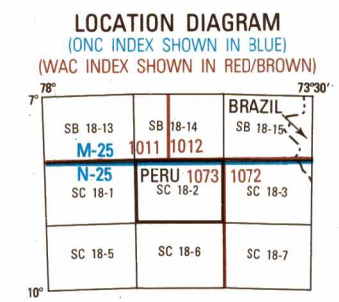 LOCATION DIAGRAM
(ONC INDEX SHOWN IN BLUE)
(WAC INDEX SHOWN IN RED/BROWN)
78° 73°30'
7°
BRAZIL
SB 18-13 SB 18-14 SB 18-15
M-25 1011 1012
N-25 PERU 1073 1072
SC 18-1 SC 18-2 SC 18-3
SC 18-5 SC 18-6 SC 18-7
10°